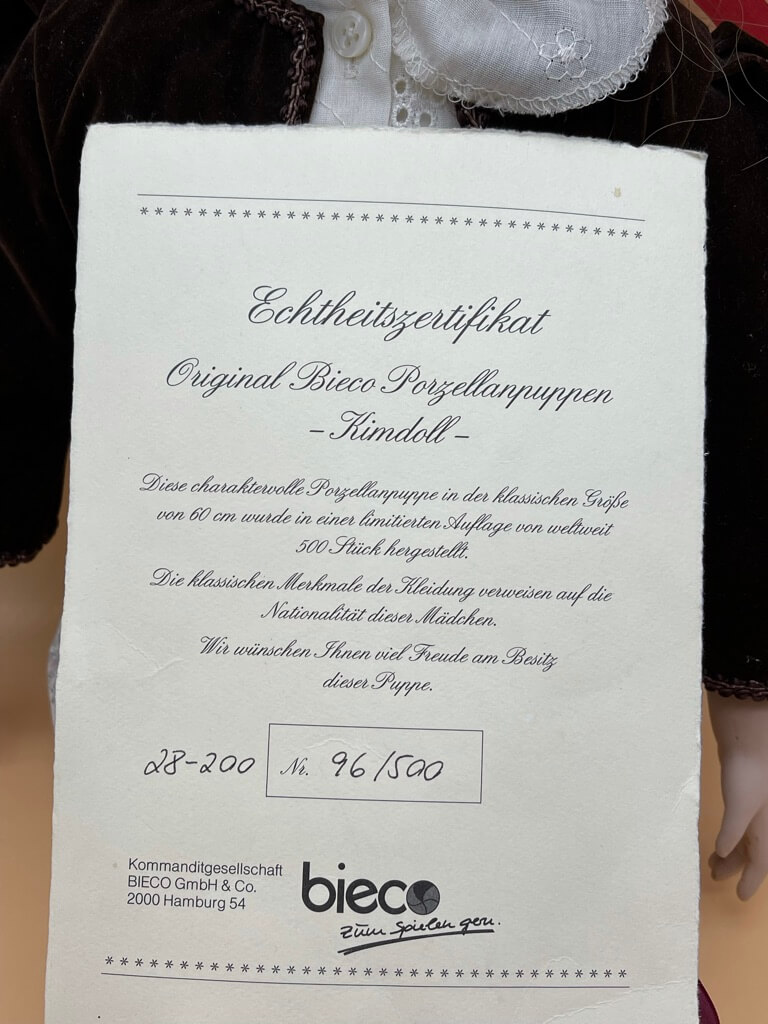 * * * * * * * * * * * * * * * * * * * * * * * * * * * * * * * * * * *
Echtheitszertifikat
Original Bieco Porzellanpuppen
– Kimdoll –
Diese charaktervolle Porzellanpuppe in der klassischen Größe
von 60 cm wurde in einer limitierten Auflage von weltweit
500 Stück hergestellt.
Die klassischen Merkmale der Kleidung verweisen auf die
Nationalität dieser Mädchen.
Wir wünschen Ihnen viel Freude am Besitz
dieser Puppe.
28-200 Nr. 96/500
Kommanditgesellschaft
BIECO GmbH & Co.
2000 Hamburg 54
bieco
zum spielen gern.
* * * * * * * * * * * * * * * * * * * * * * * * * * * * * * * * * * *